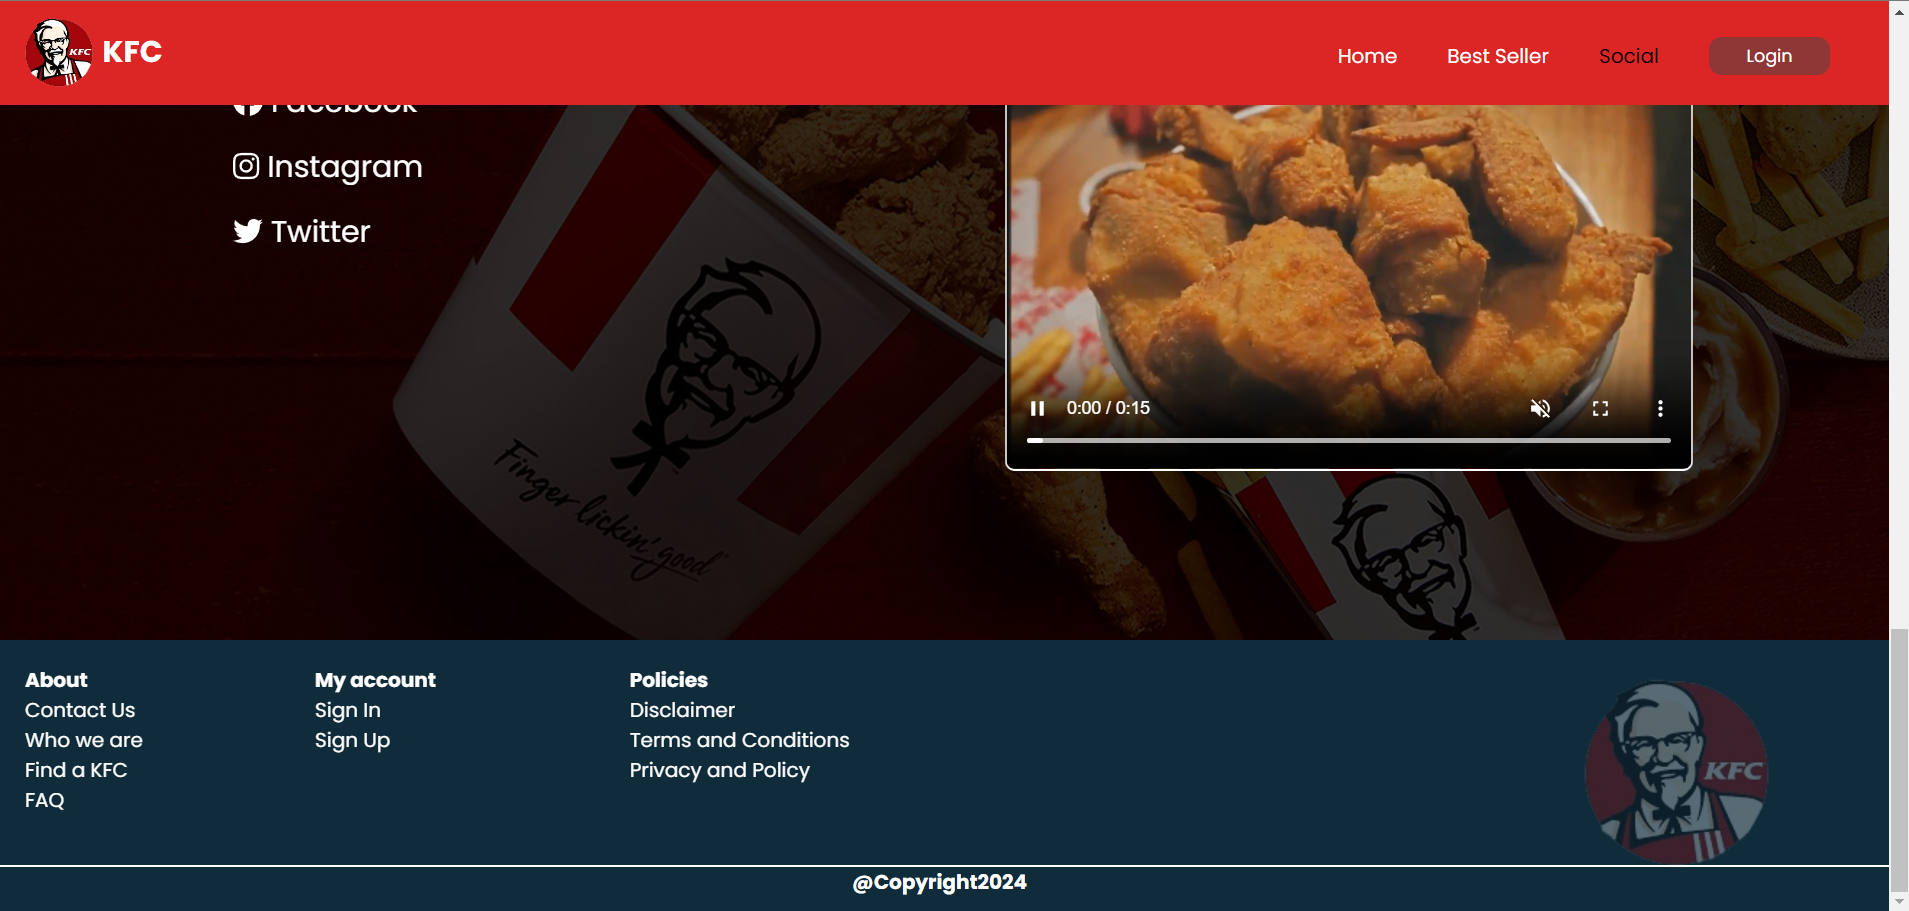 KFC
KFC
Home
Best Seller
Social
Login
Facebook
Instagram
Twitter
Finger lickin' good
0:00 / 0:15
About
Contact Us
Who we are
Find a KFC
FAQ
My account
Sign In
Sign Up
Policies
Disclaimer
Terms and Conditions
Privacy and Policy
KFC
@Copyright2024